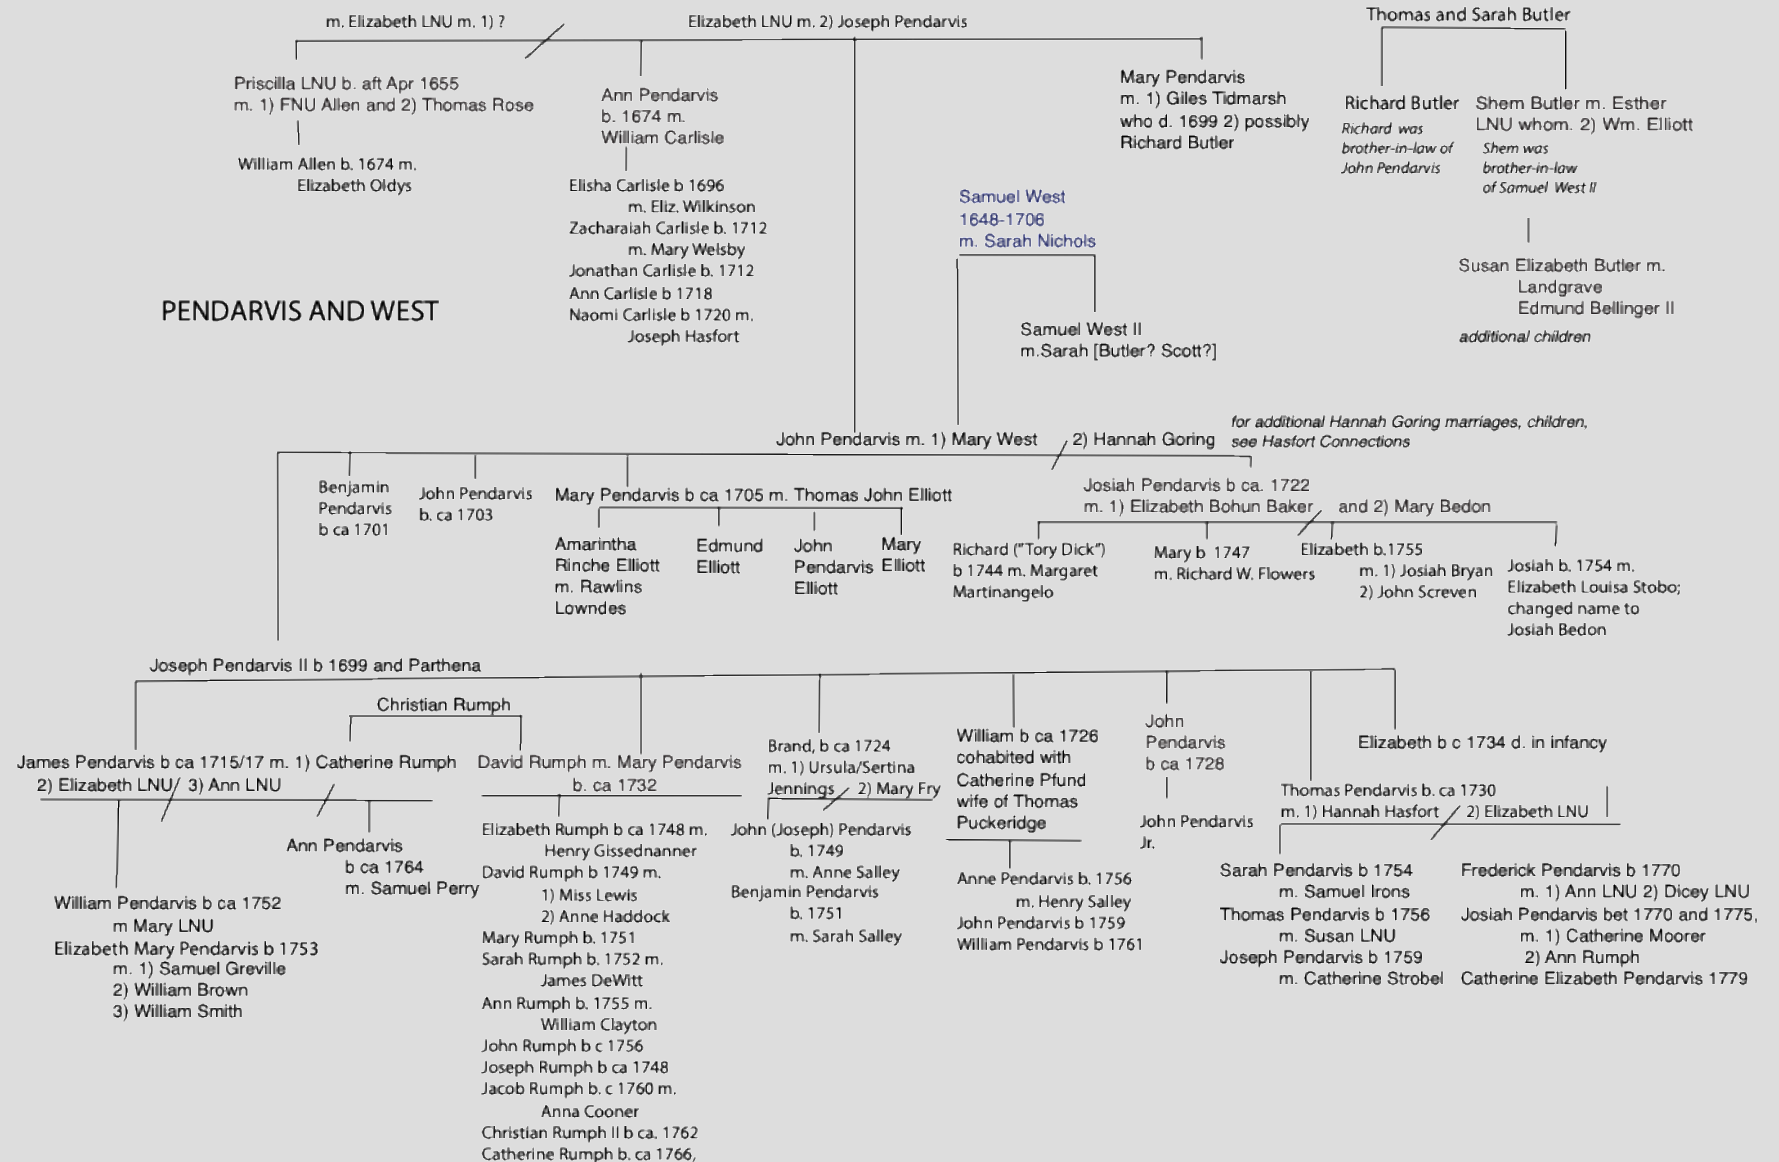 m. Elizabeth LNU m. 1) ?
Elizabeth LNU m. 2) Joseph Pendarvis
Thomas and Sarah Butler
Priscilla LNU b. aft Apr 1655
m. 1) FNU Allen and 2) Thomas Rose
William Allen b. 1674 m.
Elizabeth Oldys
Ann Pendarvis
b. 1674 m.
William Carlisle
Elisha Carlisle b 1696
m. Eliz. Wilkinson
Zacharaiah Carlisle b. 1712
m. Mary Welsby
Jonathan Carlisle b. 1712
Ann Carlisle b 1718
Naomi Carlisle b 1720 m.
Joseph Hasfort
Mary Pendarvis
m. 1) Giles Tidmarsh
who d. 1699 2) possibly
Richard Butler
Richard Butler
Richard was
brother-in-law of
John Pendarvis
Shem Butler m. Esther
LNU whom. 2) Wm. Elliott
Shem was
brother-in-law
of Samuel West II
Susan Elizabeth Butler m.
Landgrave
Edmund Bellinger II
additional children
Samuel West
1648-1706
m. Sarah Nichols
Samuel West II
m.Sarah [Butler? Scott?]
PENDARVIS AND WEST
John Pendarvis m. 1) Mary West
2) Hannah Goring
for additional Hannah Goring marriages, children,
see Hasfort Connections
Benjamin
Pendarvis
b ca 1701
John Pendarvis
b. ca 1703
Mary Pendarvis b ca 1705 m. Thomas John Elliott
Amarintha
Rinche Elliott
m. Rawlins
Lowndes
Edmund
Elliott
John
Pendarvis
Elliott
Mary
Elliott
Josiah Pendarvis b ca. 1722
m. 1) Elizabeth Bohun Baker
and 2) Mary Bedon
Richard ("Tory Dick")
b 1744 m. Margaret
Martinangelo
Mary b 1747
m. Richard W. Flowers
Elizabeth b.1755
m. 1) Josiah Bryan
2) John Screven
Josiah b. 1754 m.
Elizabeth Louisa Stobo;
changed name to
Josiah Bedon
Joseph Pendarvis II b 1699 and Parthena
Christian Rumph
James Pendarvis b ca 1715/17 m. 1) Catherine Rumph
2) Elizabeth LNU
3) Ann LNU
William Pendarvis b ca 1752
m Mary LNU
Elizabeth Mary Pendarvis b 1753
m. 1) Samuel Greville
2) William Brown
3) William Smith
Ann Pendarvis
b ca 1764
m. Samuel Perry
David Rumph m. Mary Pendarvis
b. ca 1732
Elizabeth Rumph b ca 1748 m.
Henry Gissednanner
David Rumph b 1749 m.
1) Miss Lewis
2) Anne Haddock
Mary Rumph b. 1751
Sarah Rumph b. 1752 m.
James DeWitt
Ann Rumph b. 1755 m.
William Clayton
John Rumph b c 1756
Joseph Rumph b ca 1748
Jacob Rumph b. c 1760 m.
Anna Cooner
Christian Rumph II b ca. 1762
Catherine Rumph b. ca 1766,
Brand, b ca 1724
m. 1) Ursula/Sertina
Jennings
2) Mary Fry
John (Joseph) Pendarvis
b. 1749
m. Anne Salley
Benjamin Pendarvis
b. 1751
m. Sarah Salley
William b ca 1726
cohabited with
Catherine Pfund
wife of Thomas
Puckeridge
Anne Pendarvis b. 1756
m. Henry Salley
John Pendarvis b 1759
William Pendarvis b 1761
John
Pendarvis
b ca 1728
John Pendarvis
Jr.
Elizabeth b c 1734 d. in infancy
Thomas Pendarvis b. ca 1730
m. 1) Hannah Hasfort
2) Elizabeth LNU
Sarah Pendarvis b 1754
m. Samuel Irons
Thomas Pendarvis b 1756
m. Susan LNU
Joseph Pendarvis b 1759
m. Catherine Strobel
Frederick Pendarvis b 1770
m. 1) Ann LNU 2) Dicey LNU
Josiah Pendarvis bet 1770 and 1775,
m. 1) Catherine Moorer
2) Ann Rumph
Catherine Elizabeth Pendarvis 1779